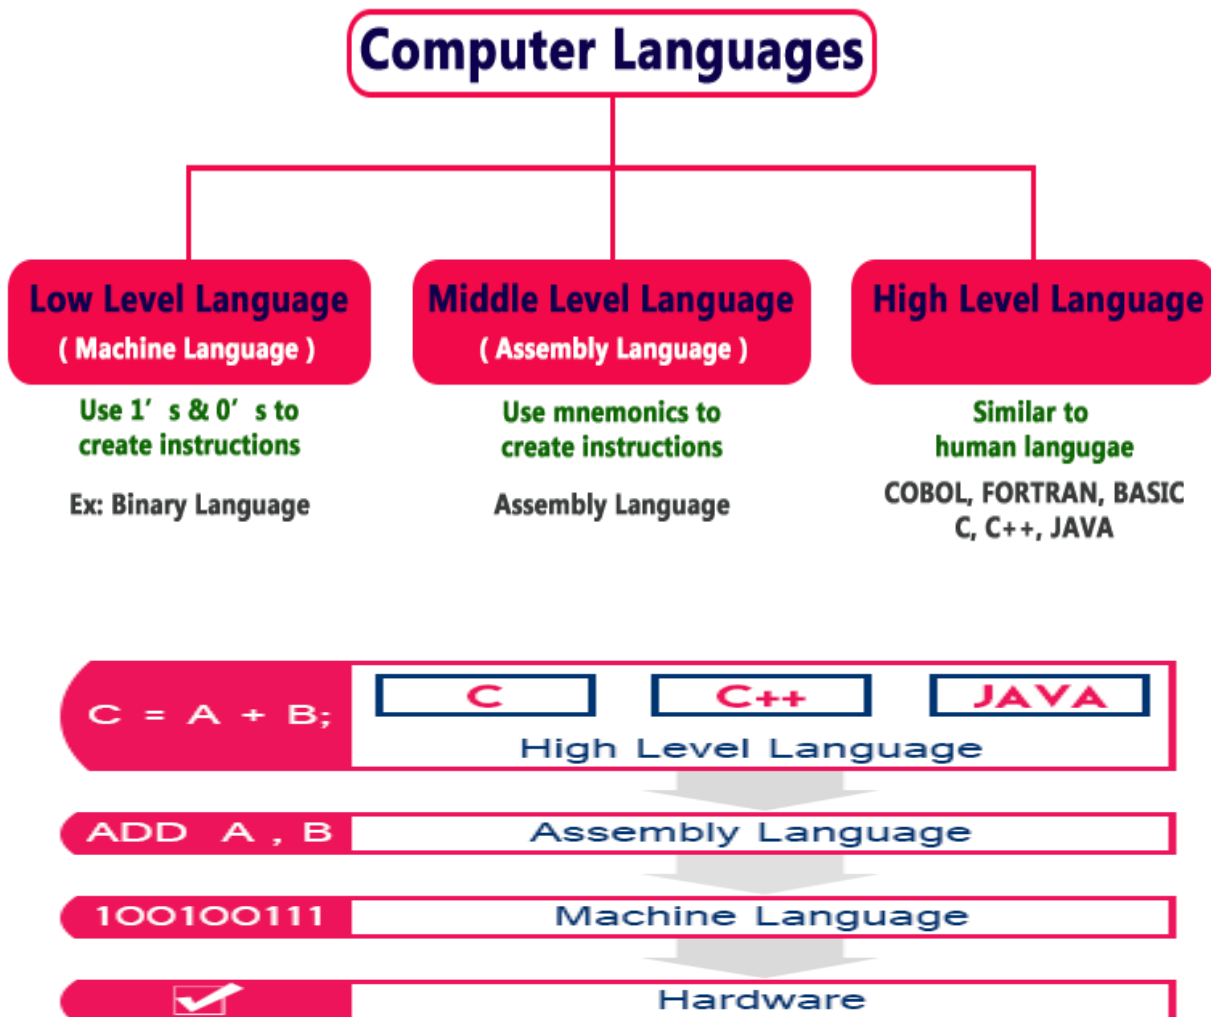 Computer Languages
Low Level Language
( Machine Language )
Use 1's & 0's to
create instructions
Ex: Binary Language
Middle Level Language
( Assembly Language )
Use mnemonics to
create instructions
Assembly Language
High Level Language
Similar to
human langugae
COBOL, FORTRAN, BASIC
C, C++, JAVA
C = A + B;
C C++ JAVA
High Level Language
ADD A , B Assembly Language
100100111 Machine Language
Hardware